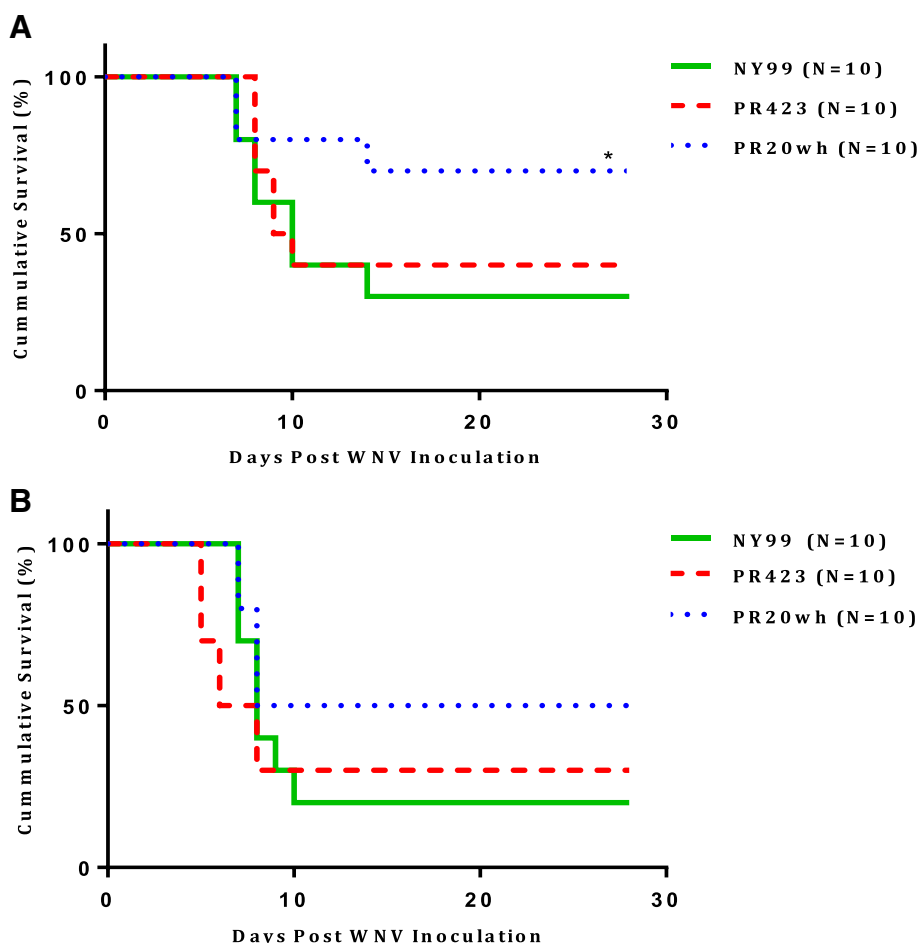 A
Cummulative Survival (%)
100
50
0
0 10 20 30
Days Post WNV Inoculation
NY99 (N=10)
PR423 (N=10)
PR20wh (N=10)
*
B
Cummulative Survival (%)
100
50
0
0 10 20 30
Days Post WNV Inoculation
NY99 (N=10)
PR423 (N=10)
PR20wh (N=10)